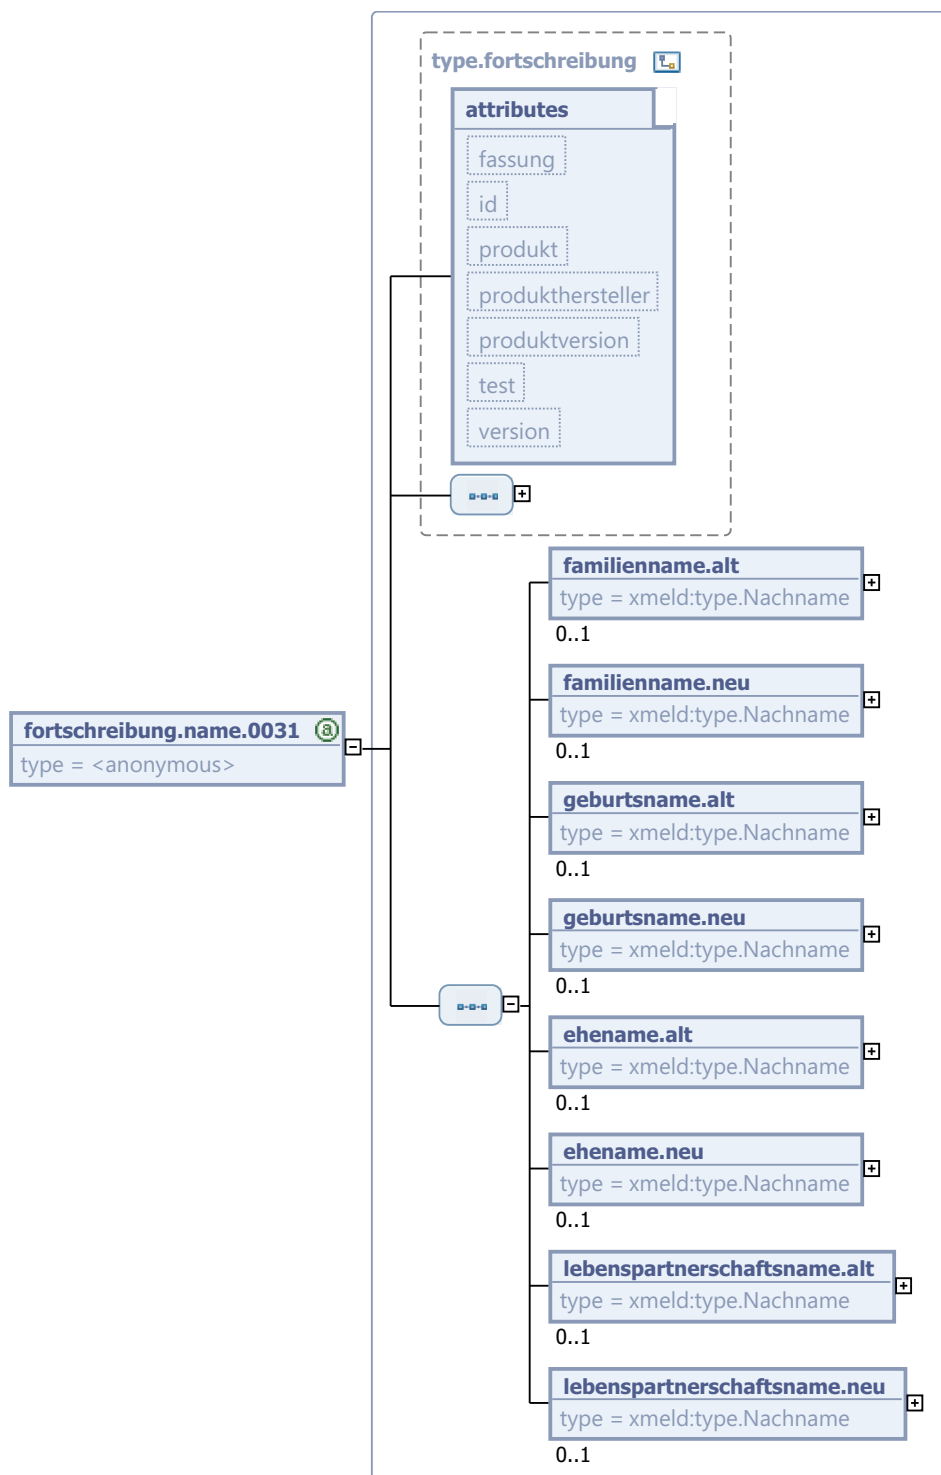 type.fortschreibung
attributes
fassung
id
produkt
produkthersteller
produktversion
test
version
familienname.alt
type = xmeld:type.Nachname
0..1
familienname.neu
type = xmeld:type.Nachname
0..1
fortschreibung.name.0031
type = <anonymous>
geburtsname.alt
type = xmeld:type.Nachname
0..1
geburtsname.neu
type = xmeld:type.Nachname
0..1
ehename.alt
type = xmeld:type.Nachname
0..1
ehename.neu
type = xmeld:type.Nachname
0..1
lebenspartnerschaftsname.alt
type = xmeld:type.Nachname
0..1
lebenspartnerschaftsname.neu
type = xmeld:type.Nachname
0..1